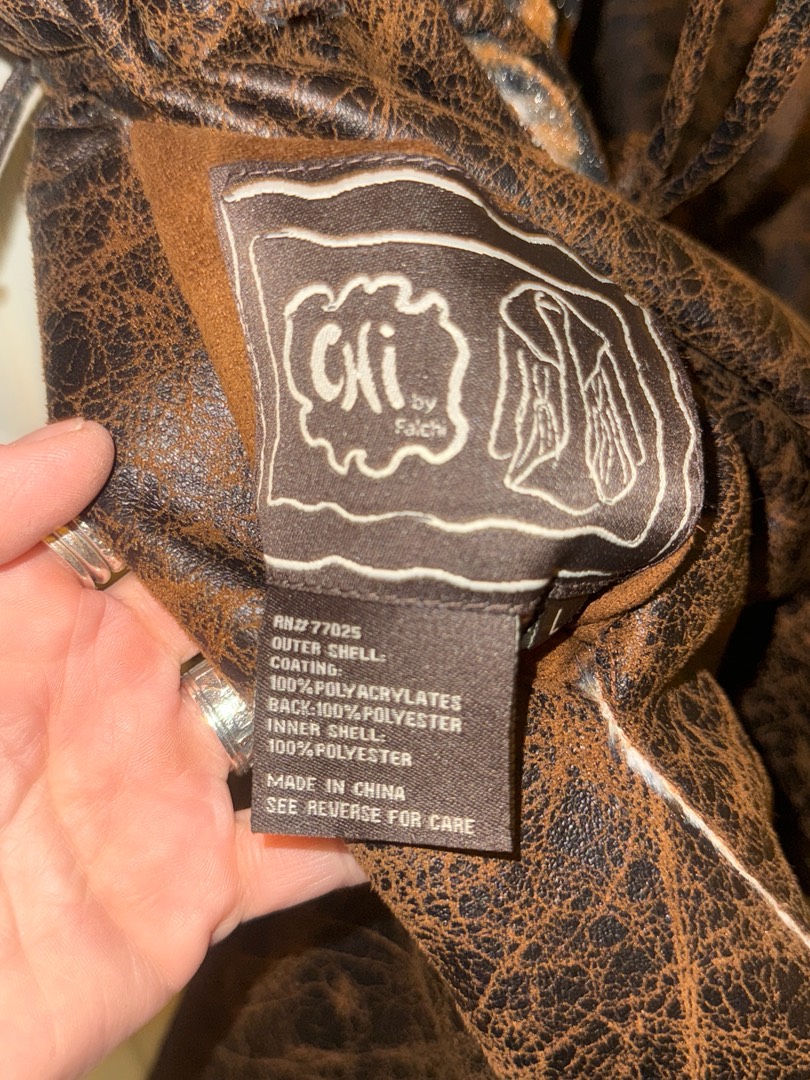 CHi
by
Falchi
L
RN#77025
OUTER SHELL:
COATING:
100%POLYACRYLATES
BACK:100%POLYESTER
INNER SHELL:
100%POLYESTER
MADE IN CHINA
SEE REVERSE FOR CARE